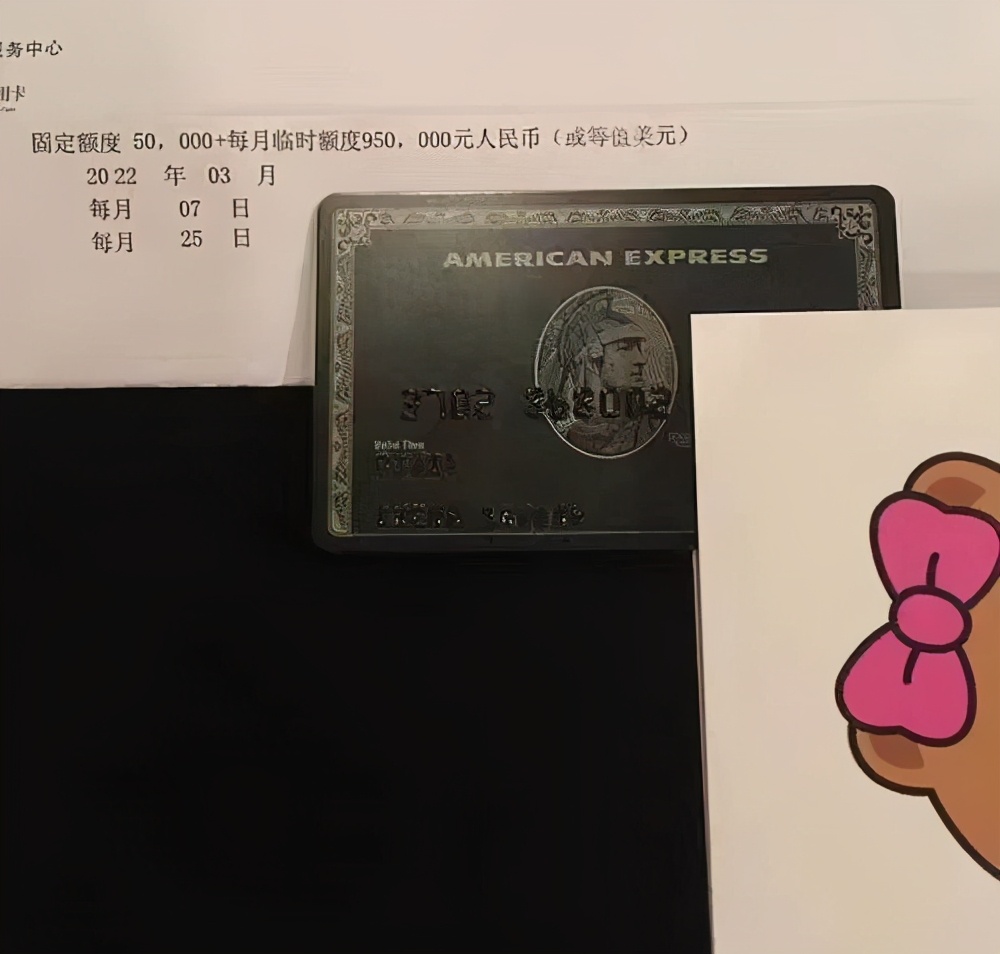 务中心
卡
固定额度 50，000+每月临时额度950，000元人民币（或等值美元）
2022 年 03 月
每月 07 日
每月 25 日
AMERICAN EXPRESS